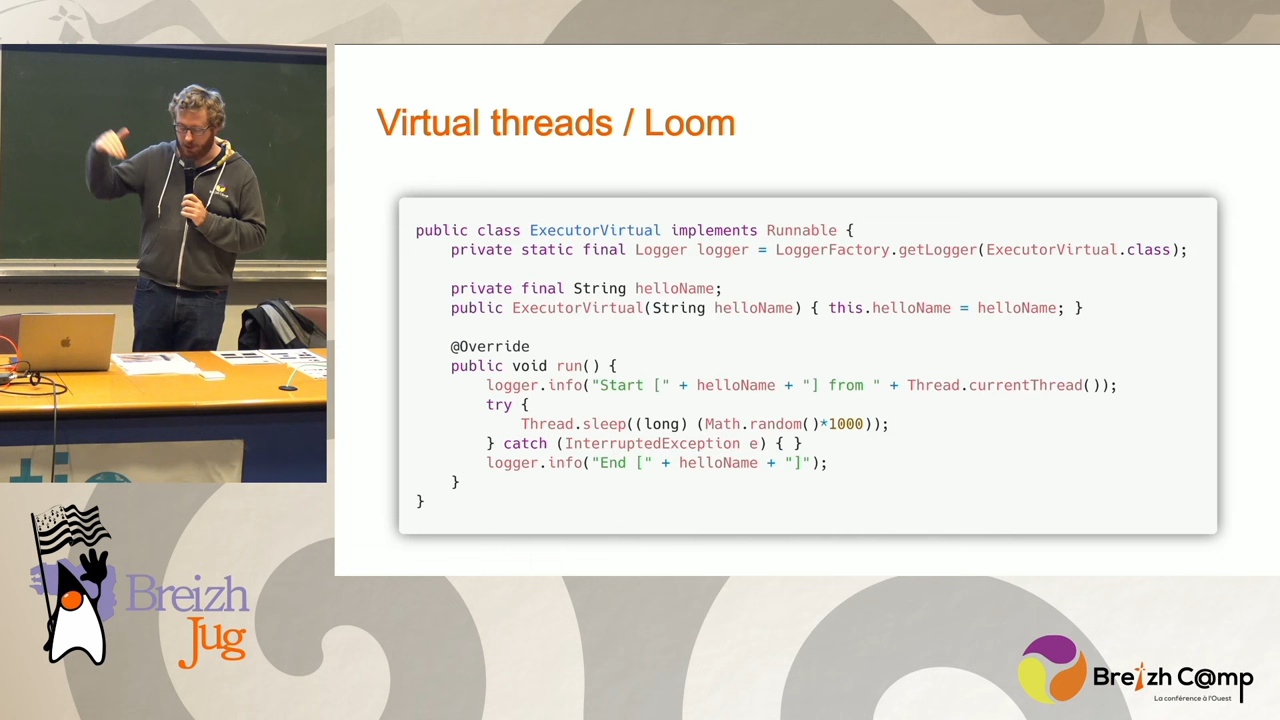 Virtual threads / Loom
public class ExecutorVirtual implements Runnable {
    private static final Logger logger = LoggerFactory.getLogger(ExecutorVirtual.class);
    private final String helloName;
    public ExecutorVirtual(String helloName) { this.helloName = helloName; }
    @Override
    public void run() {
        logger.info("Start [" + helloName + "] from " + Thread.currentThread());
        try {
            Thread.sleep((long) (Math.random()*1000));
        } catch (InterruptedException e) { }
        logger.info("End [" + helloName + "]");
    }
}
Breizh
Jug
Breizh C@mp
La conférence à l'Ouest